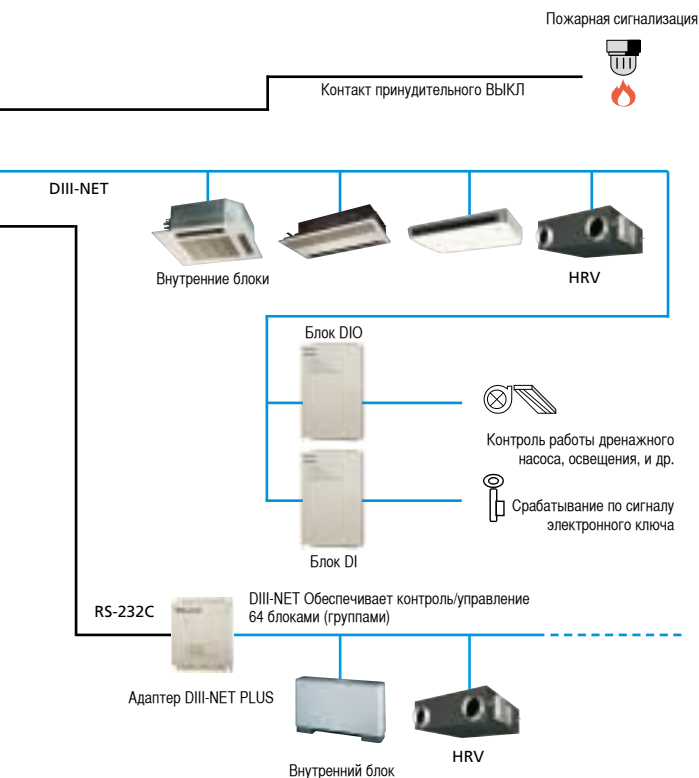 Пожарная сигнализация
Контакт принудительного ВЫКЛ
DIII-NET
Внутренние блоки
HRV
Блок DIO
Контроль работы дренажного
насоса, освещения, и др.
Срабатывание по сигналу
электронного ключа
Блок DI
RS-232C
DIII-NET Обеспечивает контроль/управление
64 блоками (группами)
Адаптер DIII-NET PLUS
HRV
Внутренний блок